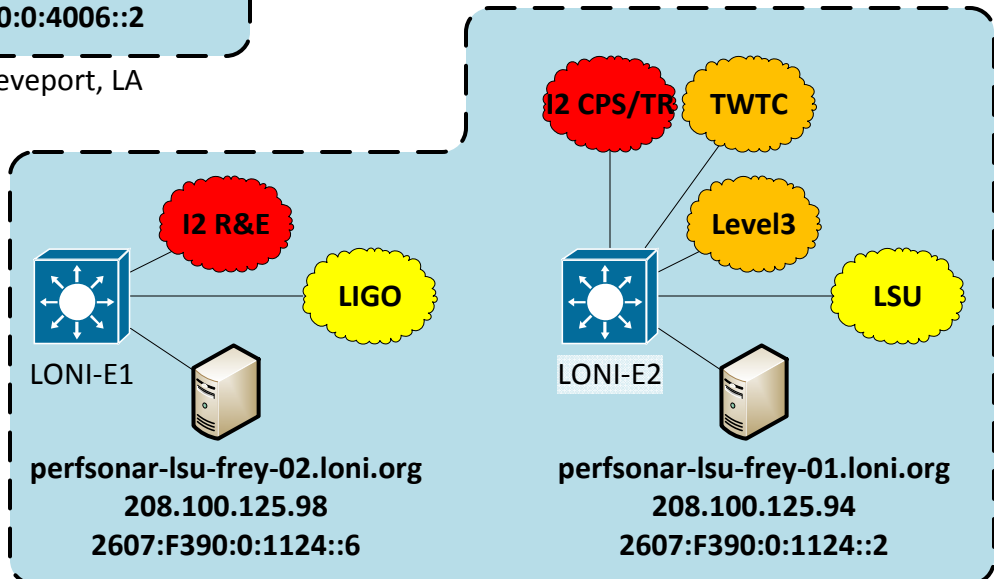 0:0:4006::2
eveport, LA
I2 CPS/TR
TWTC
I2 R&E
Level3
LIGO
LSU
LONI-E1
LONI-E2
perfsonar-lsu-frey-02.loni.org
208.100.125.98
2607:F390:0:1124::6
perfsonar-lsu-frey-01.loni.org
208.100.125.94
2607:F390:0:1124::2